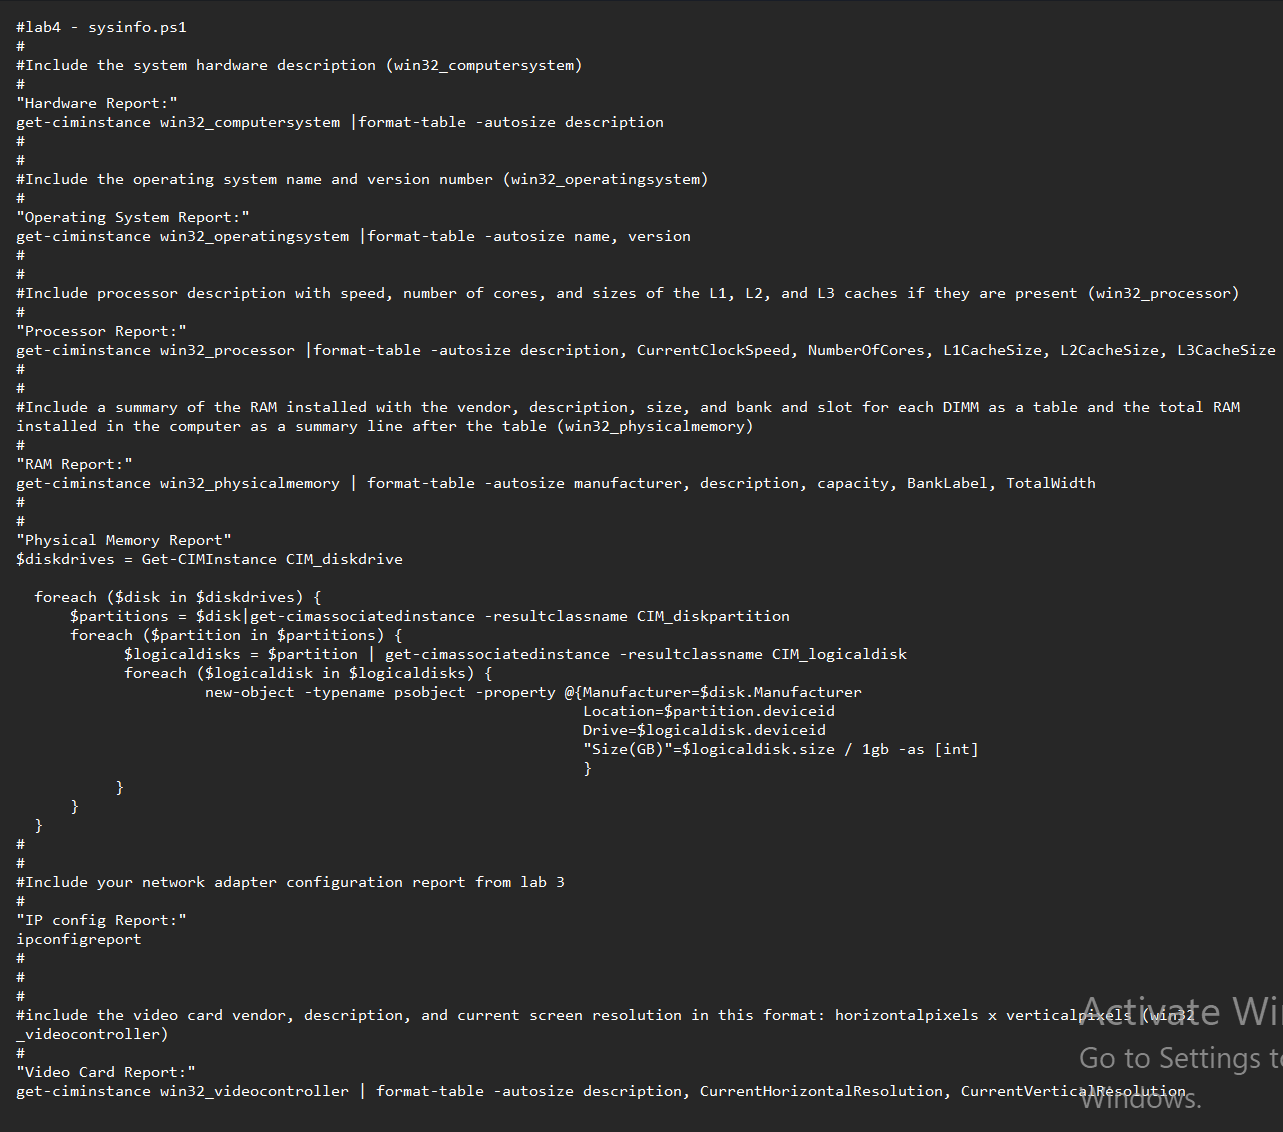 #lab4 - sysinfo.ps1
#
#Include the system hardware description (win32_computersystem)
#
"Hardware Report:"
get-ciminstance win32_computersystem |format-table -autosize description
#
#
#Include the operating system name and version number (win32_operatingsystem)
#
"Operating System Report:"
get-ciminstance win32_operatingsystem |format-table -autosize name, version
#
#
#Include processor description with speed, number of cores, and sizes of the L1, L2, and L3 caches if they are present (win32_processor)
#
"Processor Report:"
get-ciminstance win32_processor |format-table -autosize description, CurrentClockSpeed, NumberOfCores, L1CacheSize, L2CacheSize, L3CacheSize
#
#
#Include a summary of the RAM installed with the vendor, description, size, and bank and slot for each DIMM as a table and the total RAM
installed in the computer as a summary line after the table (win32_physicalmemory)
#
"RAM Report:"
get-ciminstance win32_physicalmemory | format-table -autosize manufacturer, description, capacity, BankLabel, TotalWidth
#
#
"Physical Memory Report"
$diskdrives = Get-CIMInstance CIM_diskdrive
foreach ($disk in $diskdrives) {
$partitions = $disk|get-cimassociatedinstance -resultclassname CIM_diskpartition
foreach ($partition in $partitions) {
$logicaldisks = $partition | get-cimassociatedinstance -resultclassname CIM_logicaldisk
foreach ($logicaldisk in $logicaldisks) {
new-object -typename psobject -property @{Manufacturer=$disk.Manufacturer
Location=$partition.deviceid
Drive=$logicaldisk.deviceid
"Size(GB)"=$logicaldisk.size / 1gb -as [int]
}
}
}
}
#
#
#Include your network adapter configuration report from lab 3
#
"IP config Report:"
ipconfigreport
#
#
#
#include the video card vendor, description, and current screen resolution in this format: horizontalpixels x verticalpixels (win32
_videocontroller)
#
"Video Card Report:"
get-ciminstance win32_videocontroller | format-table -autosize description, CurrentHorizontalResolution, CurrentVerticalResolution
Activate Wi
Go to Settings t
Windows.